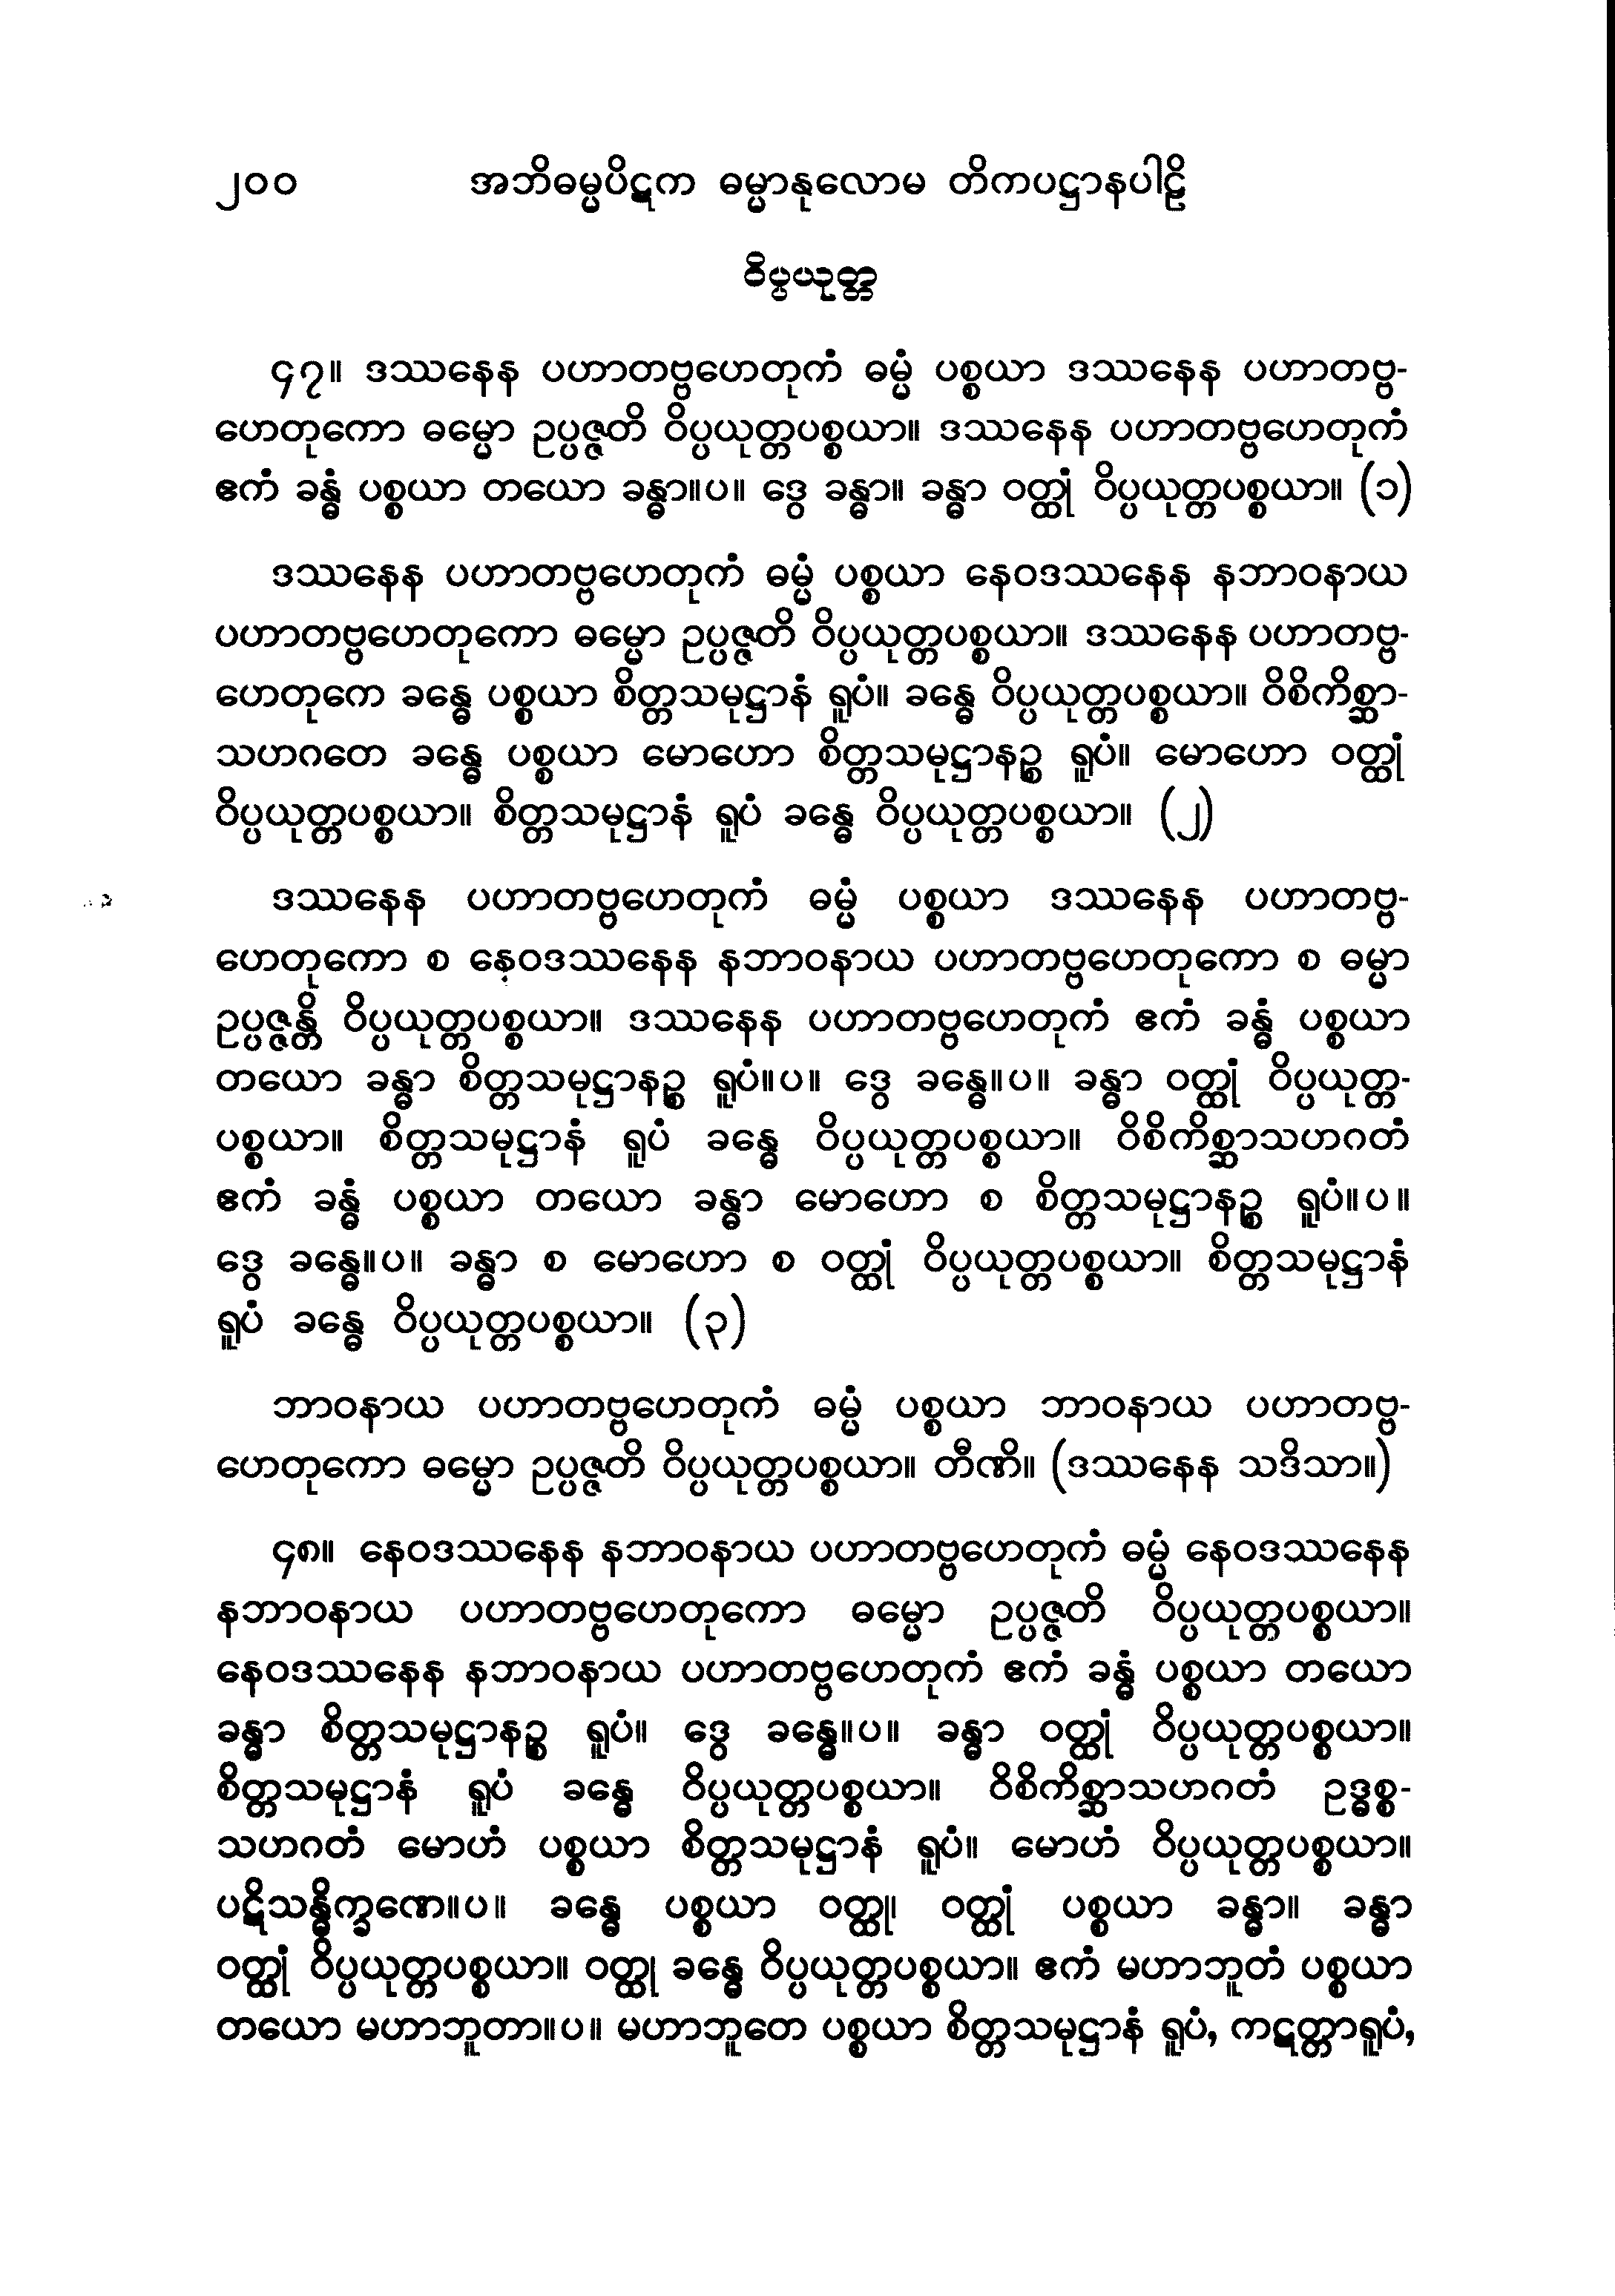 ၂၀၀ အဘိဓမ္မပိဋက ဓမ္မာနုလောမ တိကပဋ္ဌာနပါဠိ
ဝိပ္ပယုတ္တ
၄၇။ ဒဿနေန ပဟာတဗ္ဗဟေတုကံ ဓမ္မံ ပစ္စယာ ဒဿနေန ပဟာတဗ္ဗ-
ဟေတုကော ဓမ္မော ဥပ္ပဇ္ဇတိ ဝိပ္ပယုတ္တပစ္စယာ။ ဒဿနေန ပဟာတဗ္ဗဟေတုကံ
ဧကံ ခန္ဓံ ပစ္စယာ တယော ခန္ဓာ။ပ။ ဒွေ ခန္ဓာ။ ခန္ဓာ ဝတ္ထုံ ဝိပ္ပယုတ္တပစ္စယာ။ (၁)
ဒဿနေန ပဟာတဗ္ဗဟေတုကံ ဓမ္မံ ပစ္စယာ နေဝဒဿနေန နဘာဝနာယ
ပဟာတဗ္ဗဟေတုကော ဓမ္မော ဥပ္ပဇ္ဇတိ ဝိပ္ပယုတ္တပစ္စယာ။ ဒဿနေန ပဟာတဗ္ဗ-
ဟေတုကေ ခန္ဓေ ပစ္စယာ စိတ္တသမုဋ္ဌာနံ ရူပံ။ ခန္ဓေ ဝိပ္ပယုတ္တပစ္စယာ။ ဝိစိကိစ္ဆာ-
သဟဂတေ ခန္ဓေ ပစ္စယာ မောဟော စိတ္တသမုဋ္ဌာနဉ္စ ရူပံ။ မောဟော ဝတ္ထုံ
ဝိပ္ပယုတ္တပစ္စယာ။ စိတ္တသမုဋ္ဌာနံ ရူပံ ခန္ဓေ ဝိပ္ပယုတ္တပစ္စယာ။ (၂)
ဒဿနေန ပဟာတဗ္ဗဟေတုကံ ဓမ္မံ ပစ္စယာ ဒဿနေန ပဟာတဗ္ဗ-
ဟေတုကော စ နေဝဒဿနေန နဘာဝနာယ ပဟာတဗ္ဗဟေတုကော စ ဓမ္မာ
ဥပ္ပဇ္ဇန္တိ ဝိပ္ပယုတ္တပစ္စယာ။ ဒဿနေန ပဟာတဗ္ဗဟေတုကံ ဧကံ ခန္ဓံ ပစ္စယာ
တယော ခန္ဓာ စိတ္တသမုဋ္ဌာနဉ္စ ရူပံ။ပ။ ဒွေ ခန္ဓေ။ပ။ ခန္ဓာ ဝတ္ထုံ ဝိပ္ပယုတ္တ-
ပစ္စယာ။ စိတ္တသမုဋ္ဌာနံ ရူပံ ခန္ဓေ ဝိပ္ပယုတ္တပစ္စယာ။ ဝိစိကိစ္ဆာသဟဂတံ
ဧကံ ခန္ဓံ ပစ္စယာ တယော ခန္ဓာ မောဟော စ စိတ္တသမုဋ္ဌာနဉ္စ ရူပံ။ပ။
ဒွေ ခန္ဓေ။ပ။ ခန္ဓာ စ မောဟော စ ဝတ္ထုံ ဝိပ္ပယုတ္တပစ္စယာ။ စိတ္တသမုဋ္ဌာနံ
ရူပံ ခန္ဓေ ဝိပ္ပယုတ္တပစ္စယာ။ (၃)
ဘာဝနာယ ပဟာတဗ္ဗဟေတုကံ ဓမ္မံ ပစ္စယာ ဘာဝနာယ ပဟာတဗ္ဗ-
ဟေတုကော ဓမ္မော ဥပ္ပဇ္ဇတိ ဝိပ္ပယုတ္တပစ္စယာ။ တီဏိ။ (ဒဿနေန သဒိသာ။)
၄၈။ နေဝဒဿနေန နဘာဝနာယ ပဟာတဗ္ဗဟေတုကံ ဓမ္မံ နေဝဒဿနေန
နဘာဝနာယ ပဟာတဗ္ဗဟေတုကော ဓမ္မော ဥပ္ပဇ္ဇတိ ဝိပ္ပယုတ္တပစ္စယာ။
နေဝဒဿနေန နဘာဝနာယ ပဟာတဗ္ဗဟေတုကံ ဧကံ ခန္ဓံ ပစ္စယာ တယော
ခန္ဓာ စိတ္တသမုဋ္ဌာနဉ္စ ရူပံ။ ဒွေ ခန္ဓေ။ပ။ ခန္ဓာ ဝတ္ထုံ ဝိပ္ပယုတ္တပစ္စယာ။
စိတ္တသမုဋ္ဌာနံ ရူပံ ခန္ဓေ ဝိပ္ပယုတ္တပစ္စယာ။ ဝိစိကိစ္ဆာသဟဂတံ ဥဒ္ဓစ္စ-
သဟဂတံ မောဟံ ပစ္စယာ စိတ္တသမုဋ္ဌာနံ ရူပံ။ မောဟံ ဝိပ္ပယုတ္တပစ္စယာ။
ပဋိသန္ဓိက္ခဏေ။ပ။ ခန္ဓေ ပစ္စယာ ဝတ္ထု၊ ဝတ္ထုံ ပစ္စယာ ခန္ဓာ။ ခန္ဓာ
ဝတ္ထုံ ဝိပ္ပယုတ္တပစ္စယာ။ ဝတ္ထု ခန္ဓေ ဝိပ္ပယုတ္တပစ္စယာ။ ဧကံ မဟာဘူတံ ပစ္စယာ
တယော မဟာဘူတာ။ပ။ မဟာဘူတေ ပစ္စယာ စိတ္တသမုဋ္ဌာနံ ရူပံ, ကဋတ္တာရူပံ,